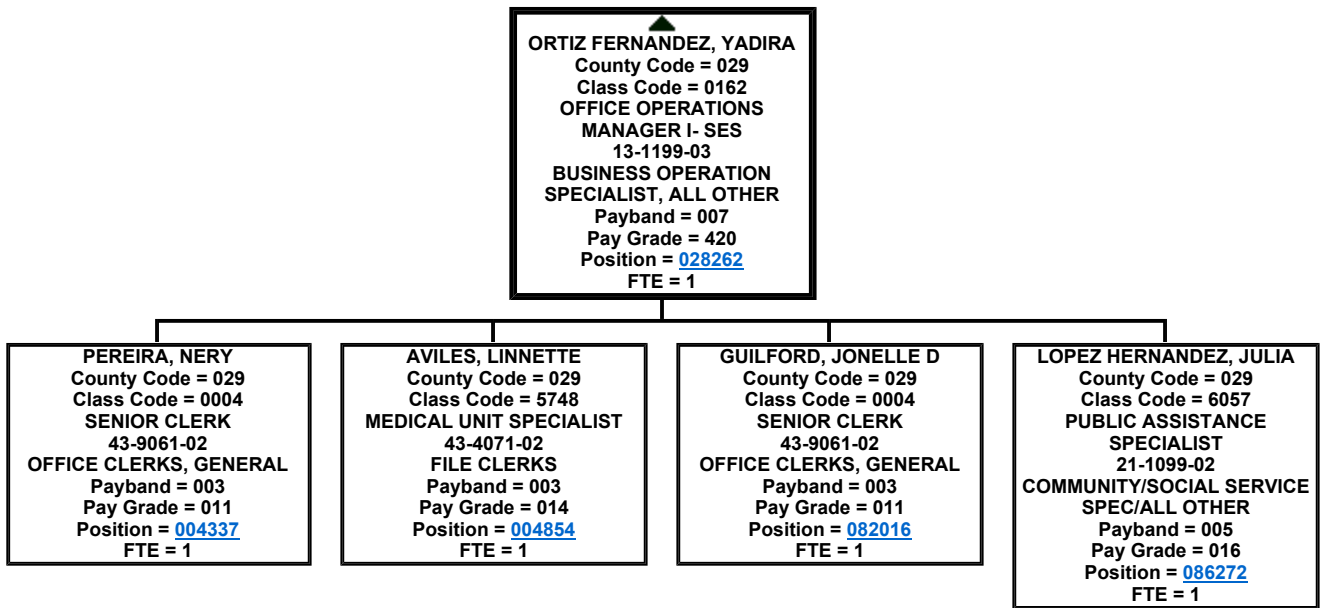 ORTIZ FERNANDEZ, YADIRA
County Code = 029
Class Code = 0162
OFFICE OPERATIONS
MANAGER I- SES
13-1199-03
BUSINESS OPERATION
SPECIALIST, ALL OTHER
Payband = 007
Pay Grade = 420
Position = 028262
FTE = 1
PEREIRA, NERY
County Code = 029
Class Code = 0004
SENIOR CLERK
43-9061-02
OFFICE CLERKS, GENERAL
Payband = 003
Pay Grade = 011
Position = 004337
FTE = 1
AVILES, LINNETTE
County Code = 029
Class Code = 5748
MEDICAL UNIT SPECIALIST
43-4071-02
FILE CLERKS
Payband = 003
Pay Grade = 014
Position = 004854
FTE = 1
GUILFORD, JONELLE D
County Code = 029
Class Code = 0004
SENIOR CLERK
43-9061-02
OFFICE CLERKS, GENERAL
Payband = 003
Pay Grade = 011
Position = 082016
FTE = 1
LOPEZ HERNANDEZ, JULIA
County Code = 029
Class Code = 6057
PUBLIC ASSISTANCE
SPECIALIST
21-1099-02
COMMUNITY/SOCIAL SERVICE
SPEC/ALL OTHER
Payband = 005
Pay Grade = 016
Position = 086272
FTE = 1